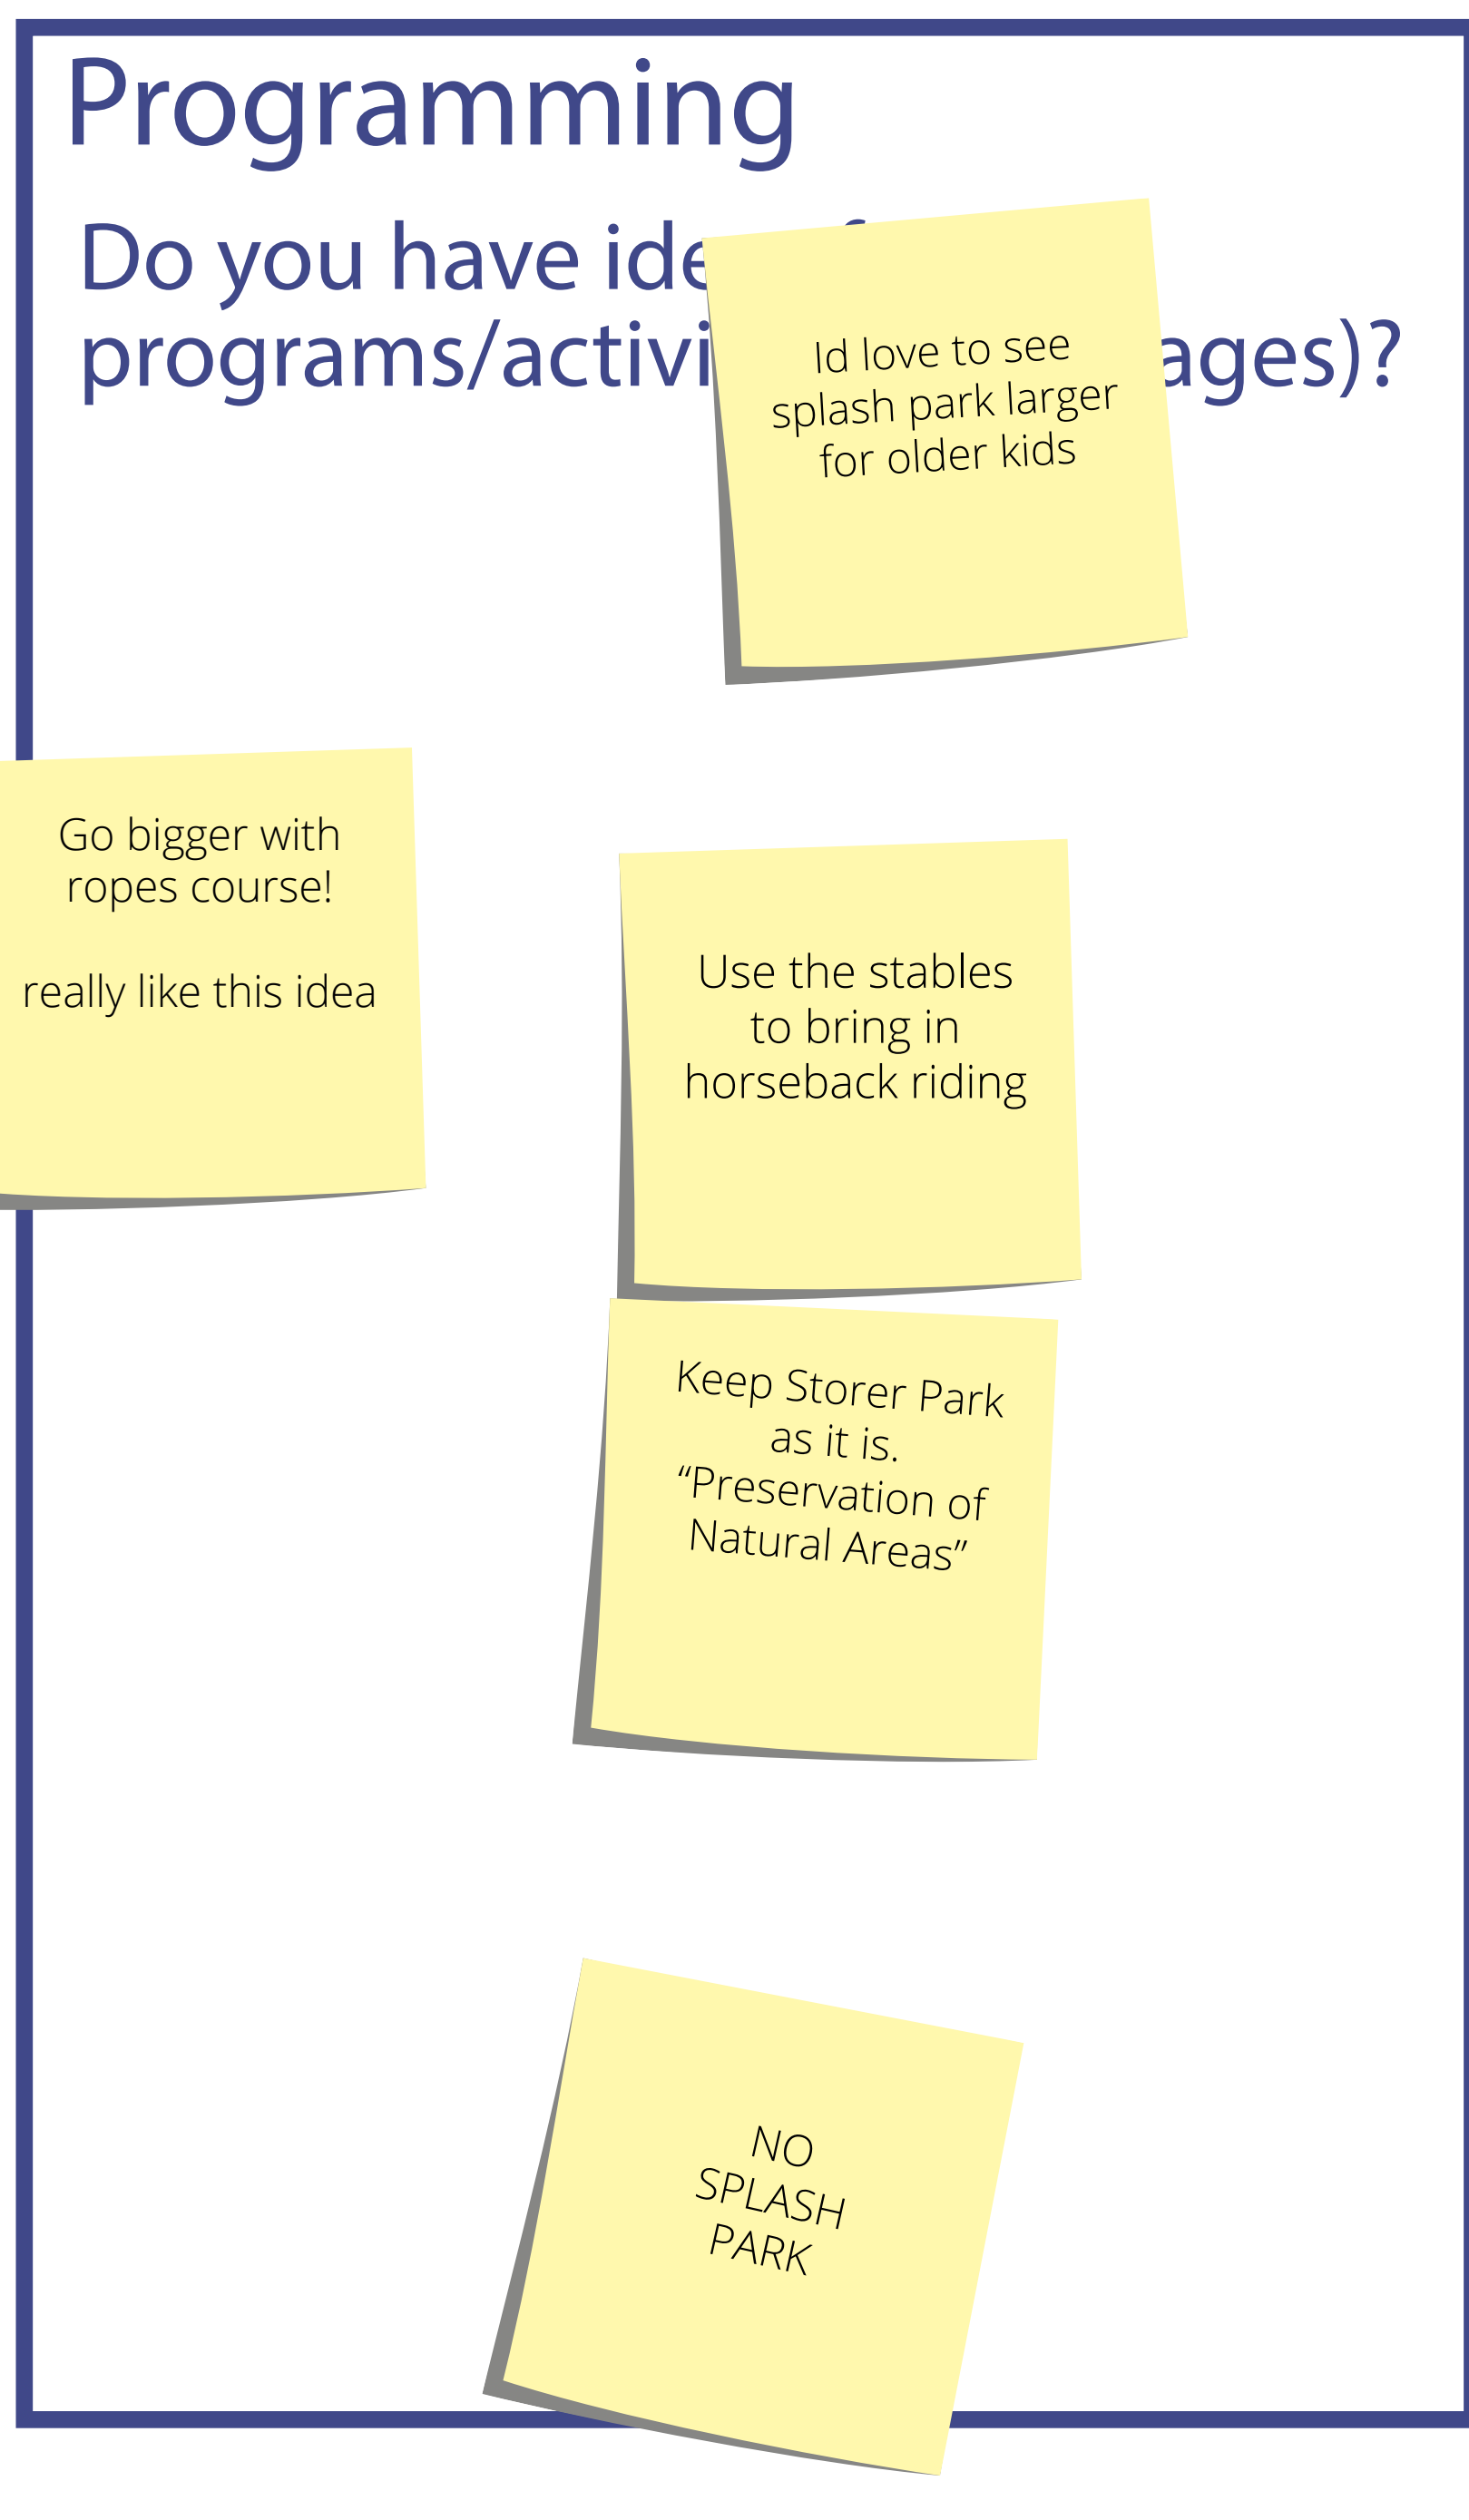 Programming
Do you have
programs/activi ages)?
Id love to see
splash park larger
for older kids
Go bigger with
ropes course!
really like this idea
Use the stables
to bring in
horseback riding
Keep Storer Park
as it is.
“Preservation of
Natural Areas”
NO
SPLASH
PARK